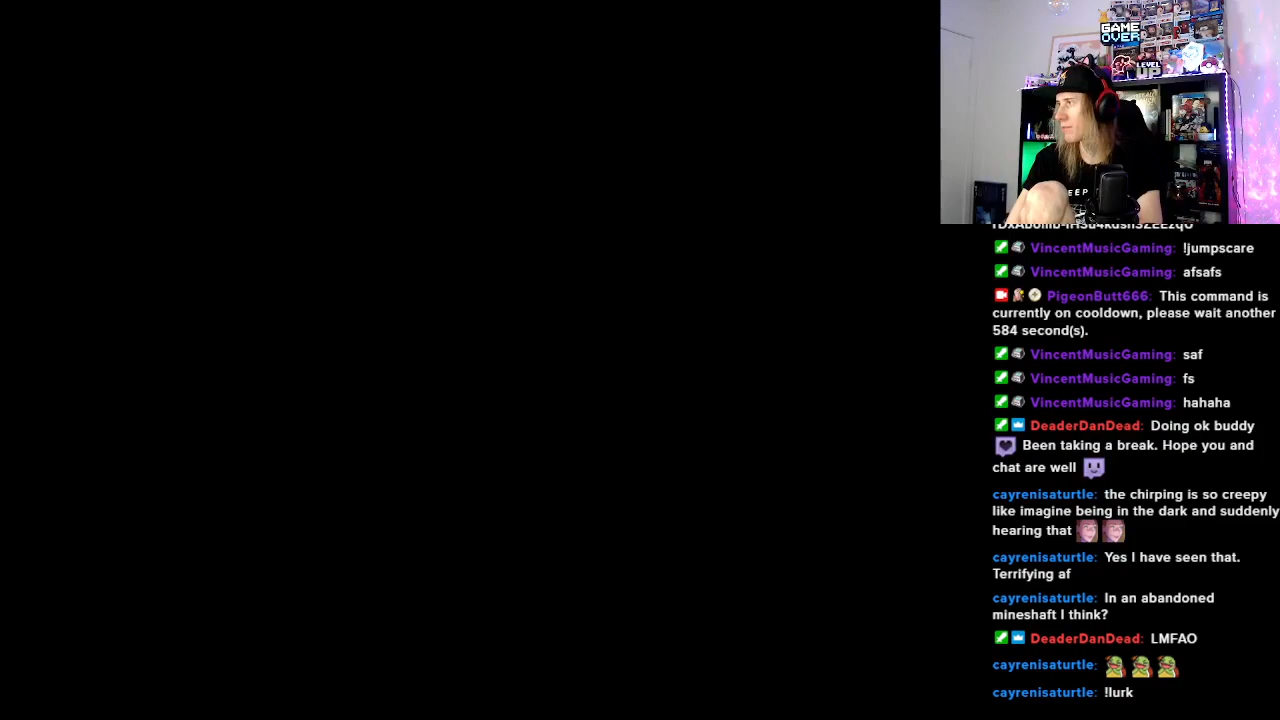 GAME
OVER
LEVEL
UP
EEP
VincentMusicGaming: !jumpscare
VincentMusicGaming: afsafs
PigeonButt666: This command is
currently on cooldown, please wait another
584 second(s).
VincentMusicGaming: saf
VincentMusicGaming: fs
VincentMusicGaming: hahaha
DeaderDanDead: Doing ok buddy
Been taking a break. Hope you and
chat are well
cayrenisaturtle: the chirping is so creepy
like imagine being in the dark and suddenly
hearing that
cayrenisaturtle: Yes I have seen that.
Terrifying af
cayrenisaturtle: In an abandoned
mineshaft I think?
DeaderDanDead: LMFAO
cayrenisaturtle:
cayrenisaturtle: !lurk